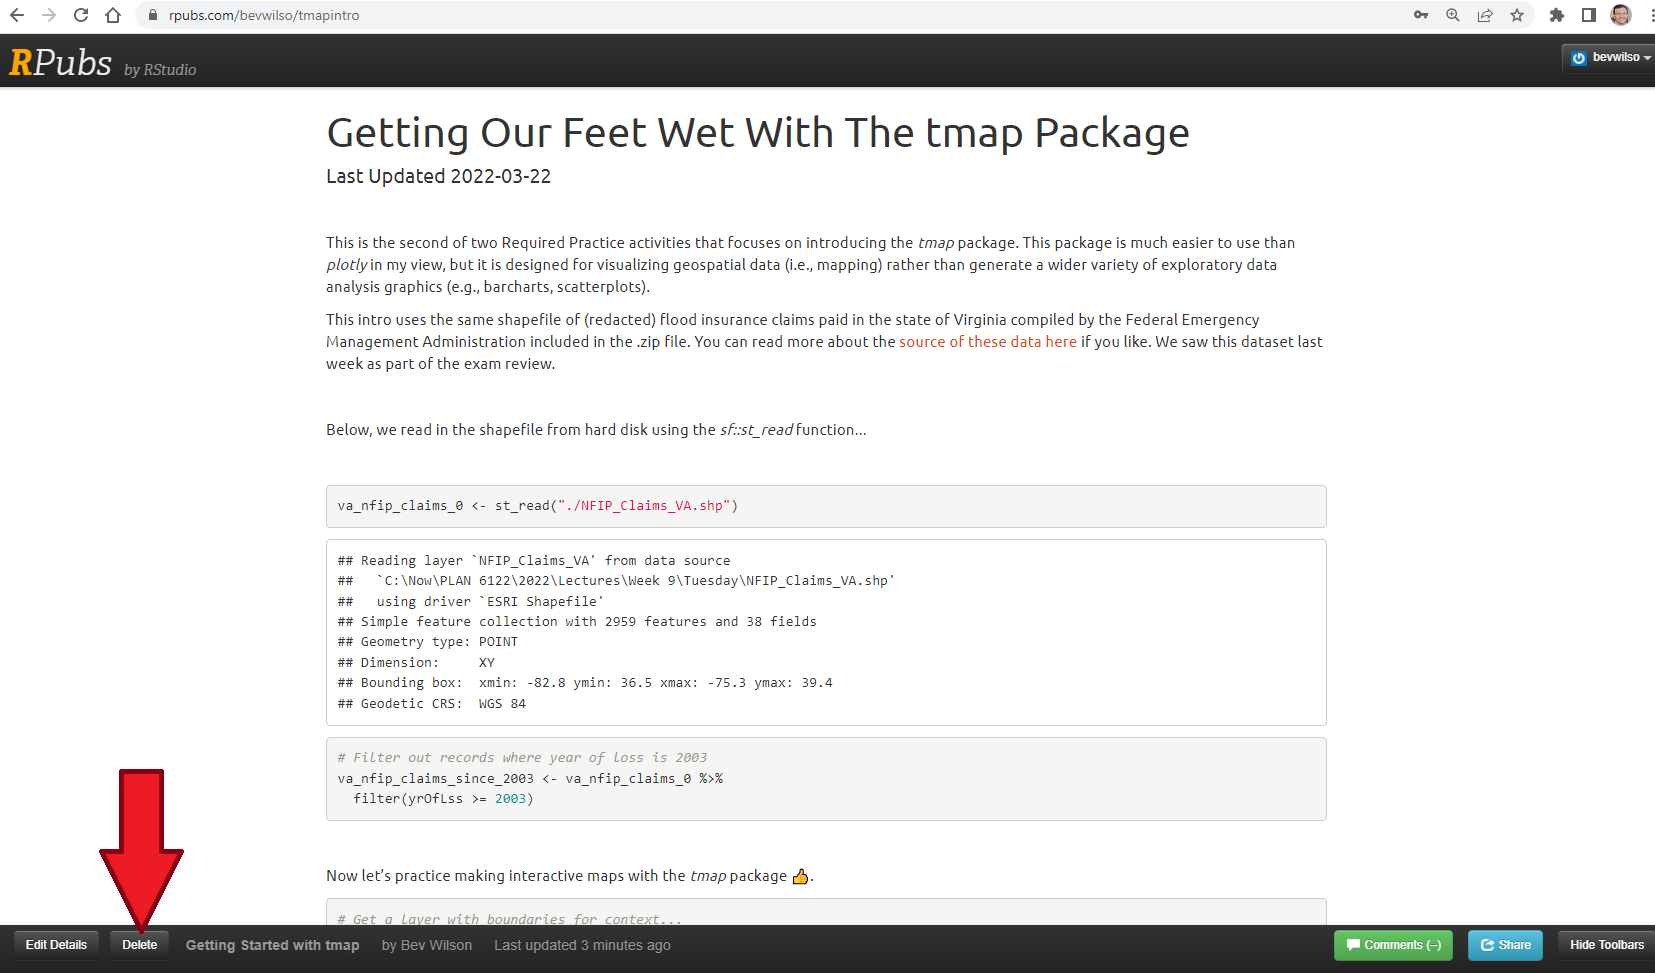 rpubs.com/bevwilso/tmapintro
RPubs by RStudio
bevwilso
Getting Our Feet Wet With The tmap Package
Last Updated 2022-03-22
This is the second of two Required Practice activities that focuses on introducing the tmap package. This package is much easier to use than
plotly in my view, but it is designed for visualizing geospatial data (i.e., mapping) rather than generate a wider variety of exploratory data
analysis graphics (e.g., barcharts, scatterplots).
This intro uses the same shapefile of (redacted) flood insurance claims paid in the state of Virginia compiled by the Federal Emergency
Management Administration included in the .zip file. You can read more about the source of these data here if you like. We saw this dataset last
week as part of the exam review.
Below, we read in the shapefile from hard disk using the sf::st_read function...
va_nfip_claims_0 <- st_read("./NFIP_Claims_VA.shp")
## Reading layer `NFIP_Claims_VA' from data source
##   `C:\Now\PLAN 6122\2022\Lectures\Week 9\Tuesday\NFIP_Claims_VA.shp'
##   using driver `ESRI Shapefile'
## Simple feature collection with 2959 features and 38 fields
## Geometry type: POINT
## Dimension:     XY
## Bounding box:  xmin: -82.8 ymin: 36.5 xmax: -75.3 ymax: 39.4
## Geodetic CRS:  WGS 84
# Filter out records where year of loss is 2003
va_nfip_claims_since_2003 <- va_nfip_claims_0 %>%
  filter(yrOfLss >= 2003)
Now let's practice making interactive maps with the tmap package 👍.
# Get a layer with boundaries for context...
Edit Details Delete Getting Started with tmap by Bev Wilson Last updated 3 minutes ago Comments (–) Share Hide Toolbars